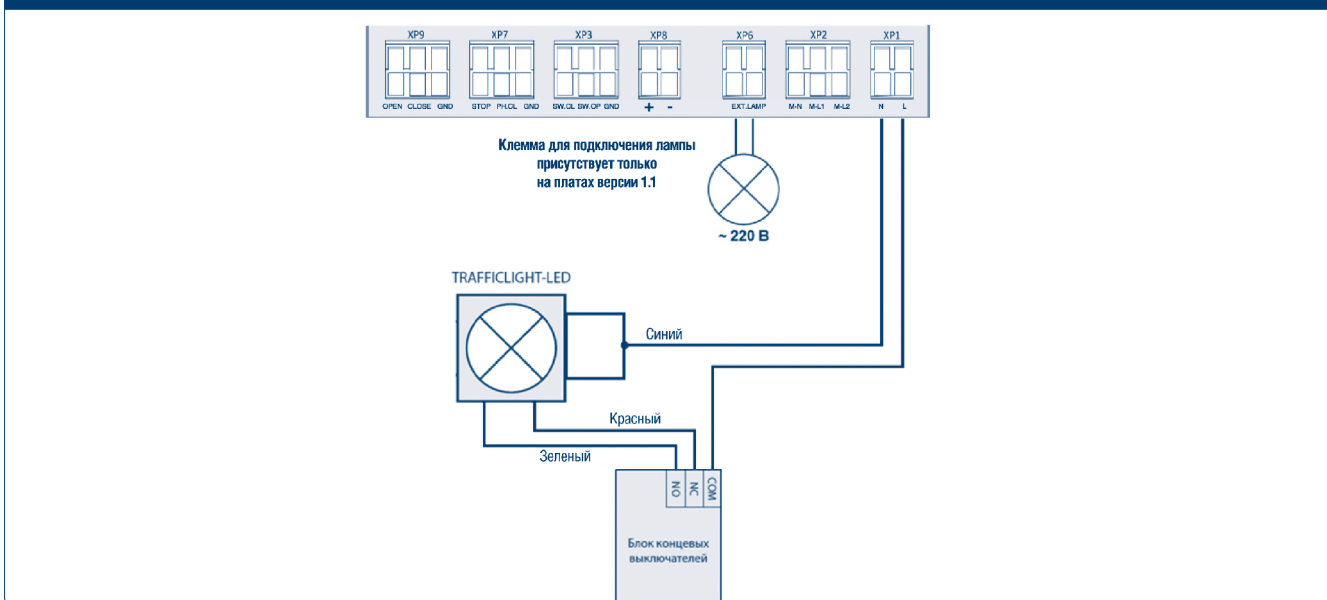 XP9 XP7 XP3 XP8 XP6 XP2 XP1
OPEN CLOSE GND STOP PH.CL GND SW.CL SW.OP GND + - EXT.LAMP M-N M-L1 M-L2 N L
Клемма для подключения лампы
присутствует только
на платах версии 1.1
~ 220 В
TRAFFICLIGHT-LED
Синий
Красный
Зеленый
NO NC COM
Блок концевых
выключателей